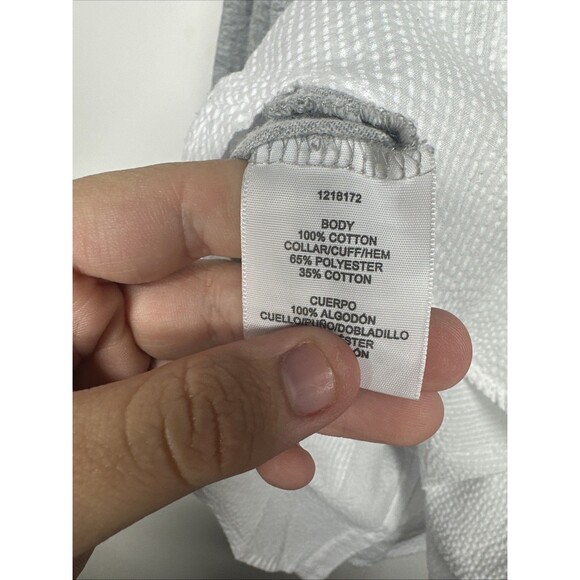 1218172
BODY
100% COTTON
COLLAR/CUFF/HEM
65% POLYESTER
35% COTTON
CUERPO
100% ALGODÓN
CUELLO/PUÑO/DOBLADILLO